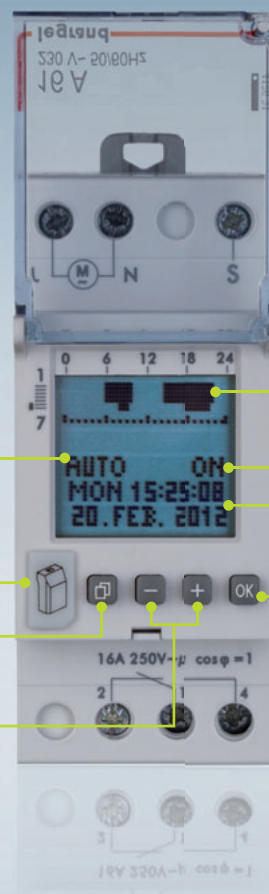 legrand
230 V~ 50/60Hz
16 A
M
~
N S
0 6 12 18 24
1
7
AUTO ON
MON 15:25:08
20. FEB. 2012
− + OK
16A 250V~µ cosφ=1
2 1 4